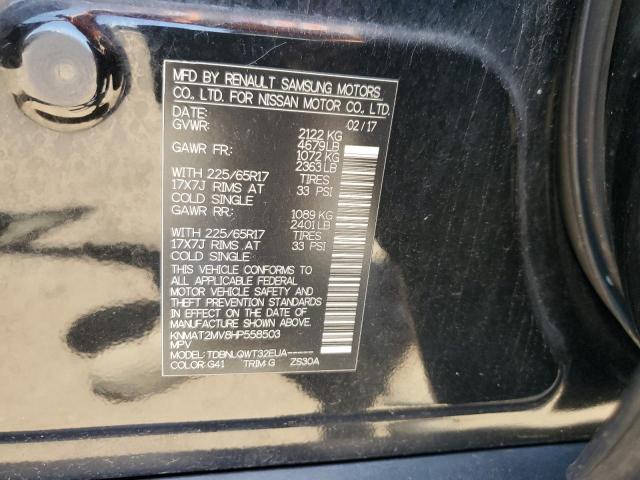 MFD BY RENAULT SAMSUNG MOTORS
CO., LTD. FOR NISSAN MOTOR CO., LTD.
DATE: 02/17
GVWR: 2122 KG
4679 LB
GAWR FR: 1072 KG
2363 LB
WITH 225/65R17 TIRES
17X7J RIMS AT 33 PSI
COLD SINGLE
GAWR RR: 1089 KG
2401 LB
WITH 225/65R17 TIRES
17X7J RIMS AT 33 PSI
COLD SINGLE
THIS VEHICLE CONFORMS TO
ALL APPLICABLE FEDERAL
MOTOR VEHICLE SAFETY AND
THEFT PREVENTION STANDARDS
IN EFFECT ON THE DATE OF
MANUFACTURE SHOWN ABOVE.
KNMAT2MV8HP558503
MPV
MODEL: TDBNLQWT32EUA-----
COLOR: G41 TRIM: G ZS30A